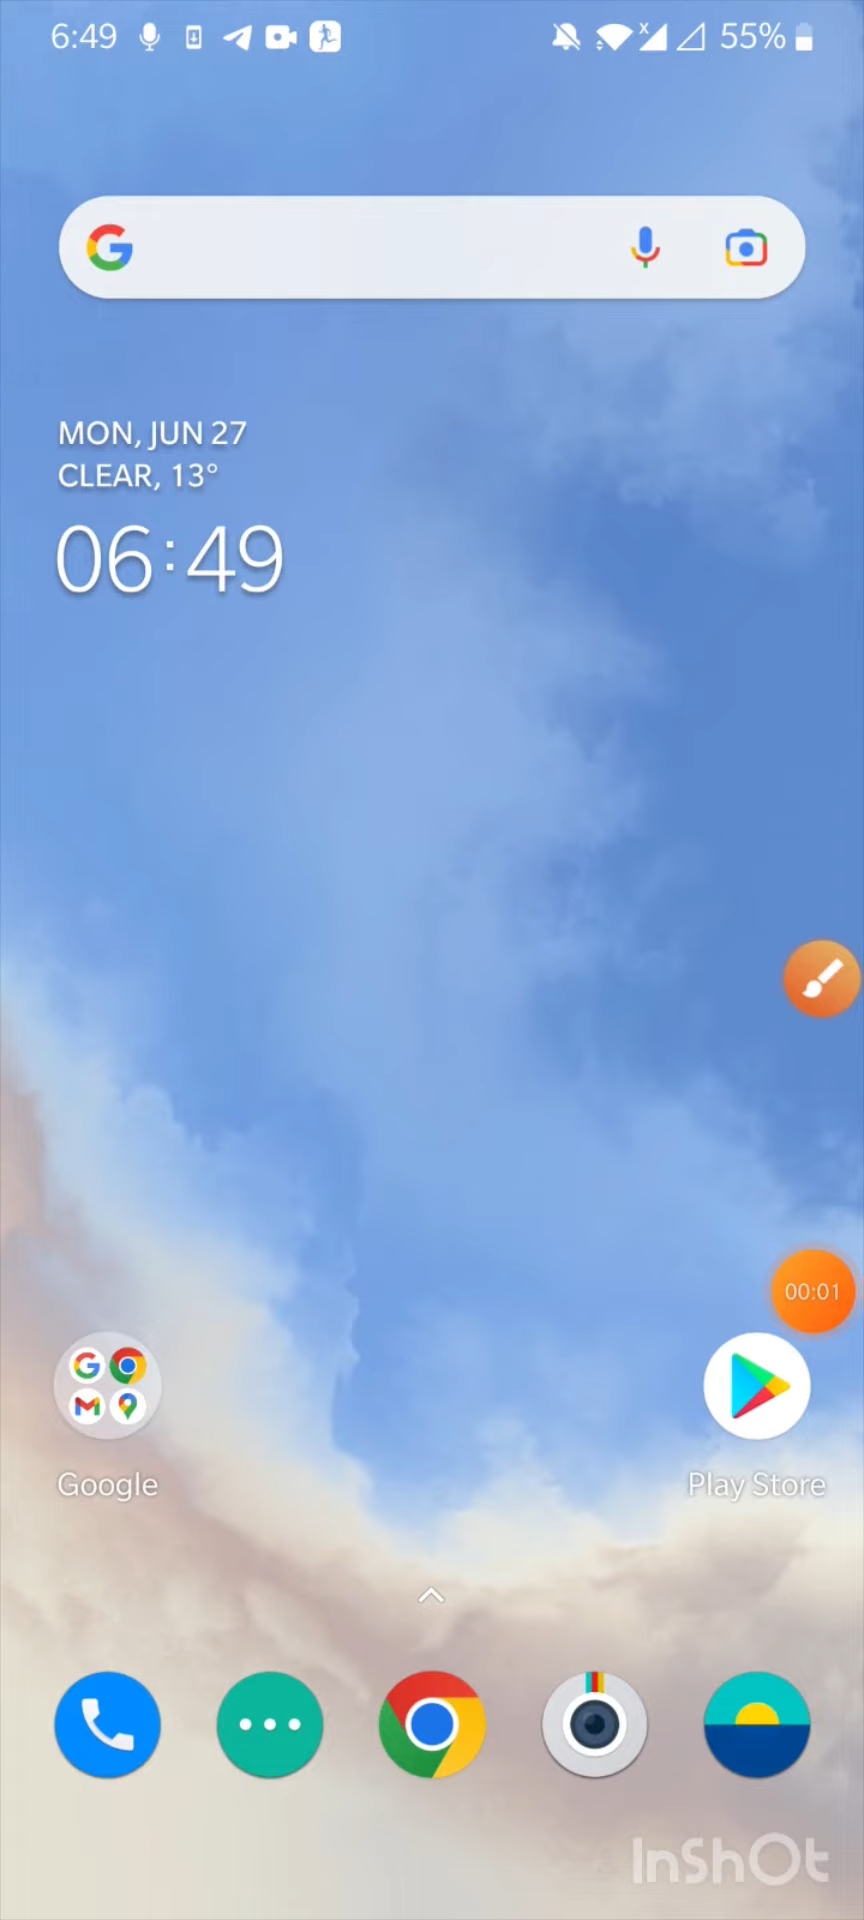 6:49
55%
MON, JUN 27
CLEAR, 13°
06:49
00:01
Google
Play Store
InShOt